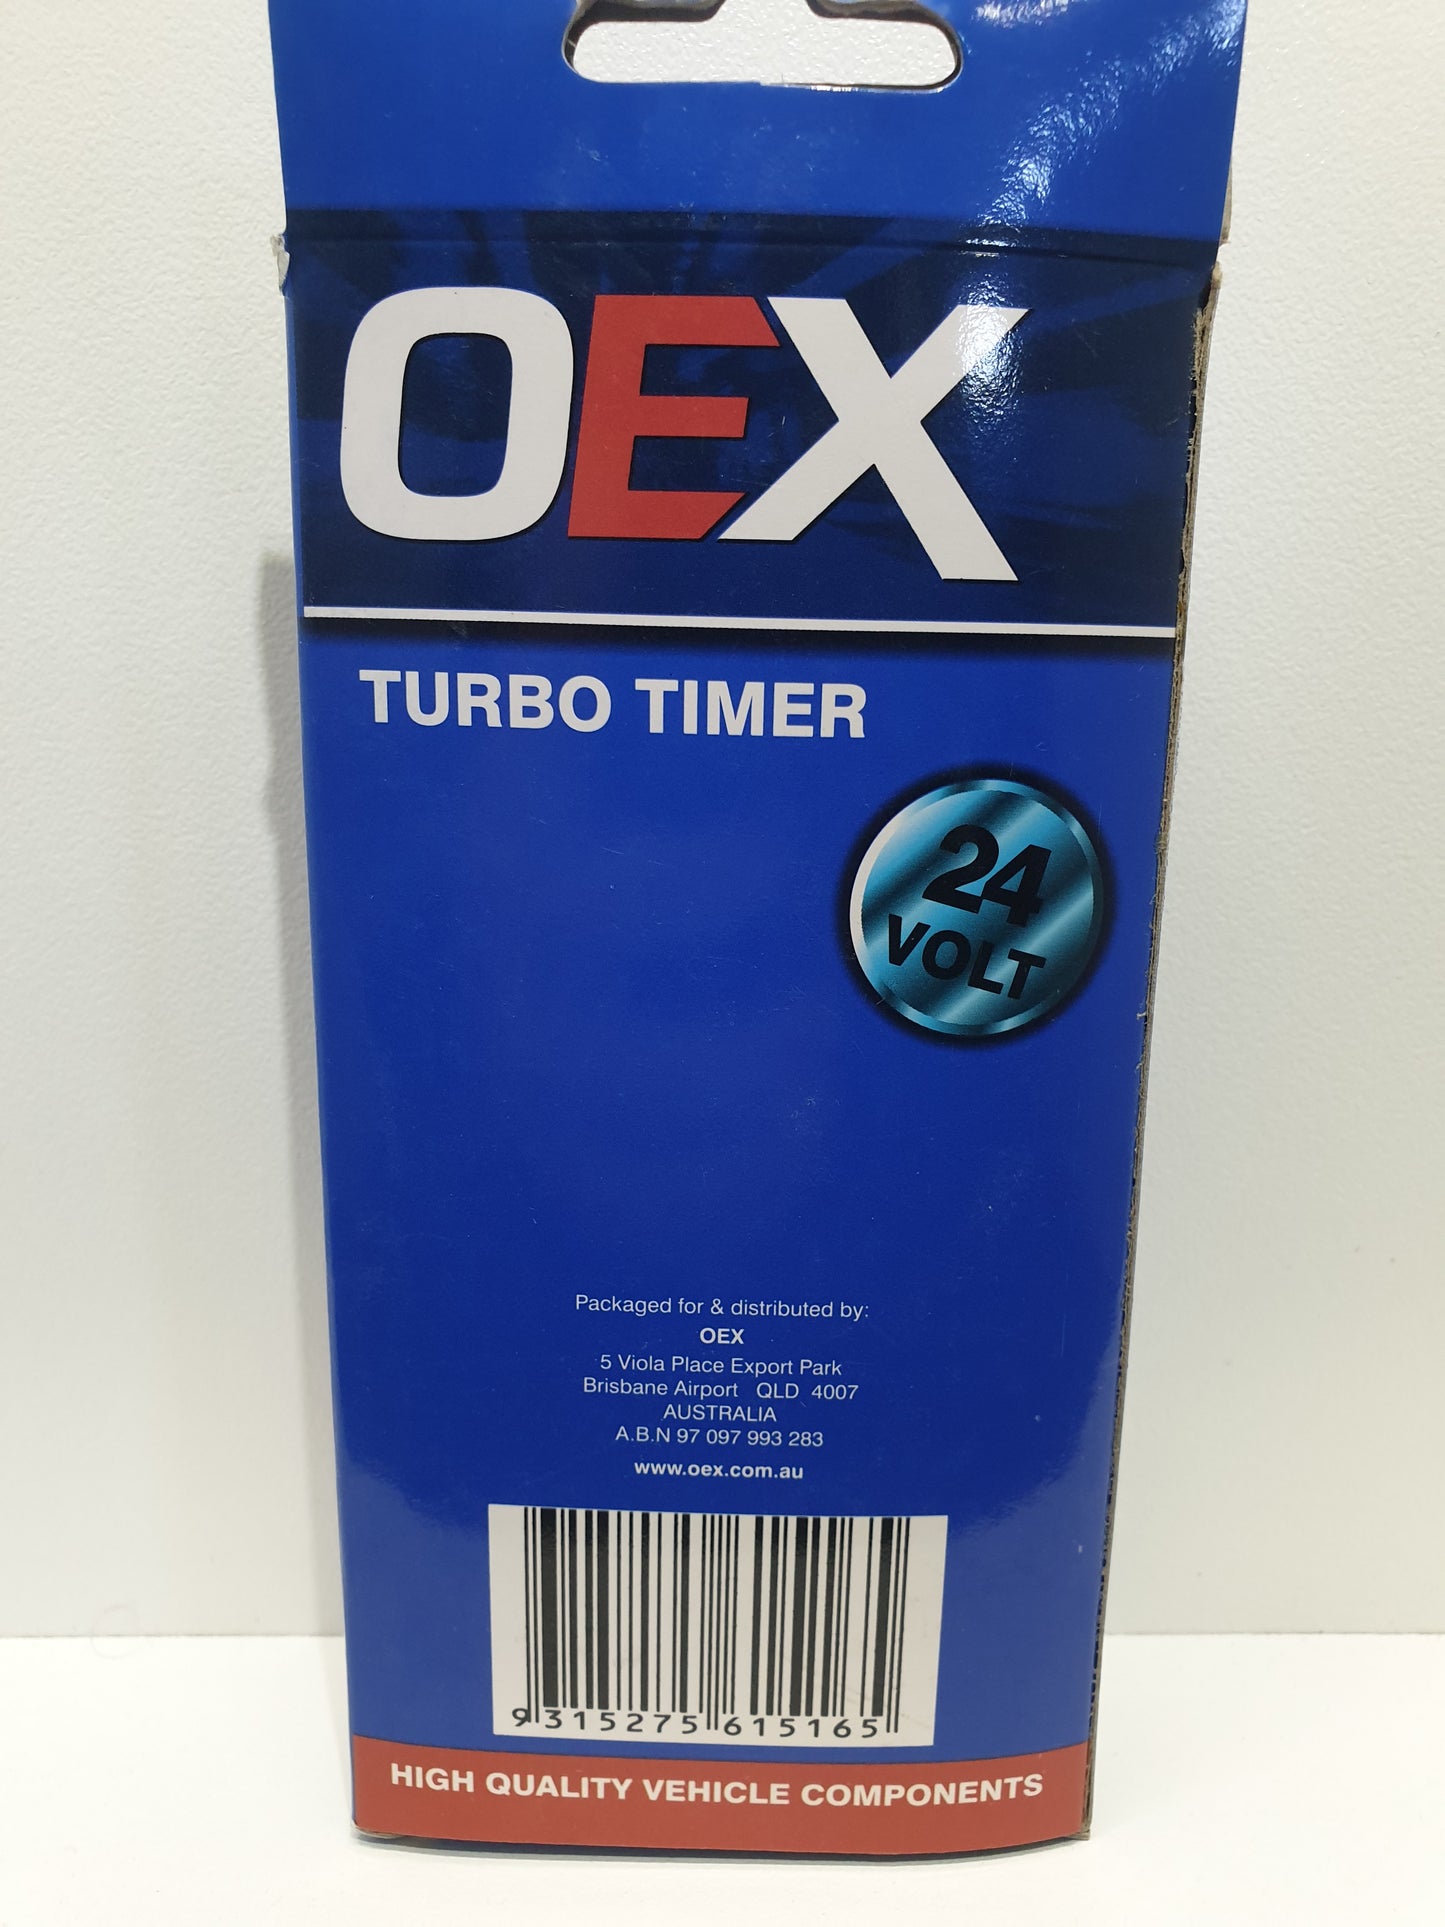 OEX
TURBO TIMER
24
VOLT
Packaged for & distributed by:
OEX
5 Viola Place Export Park
Brisbane Airport QLD 4007
AUSTRALIA
A.B.N 97 097 993 283
www.oex.com.au
9 315275 615165
HIGH QUALITY VEHICLE COMPONENTS